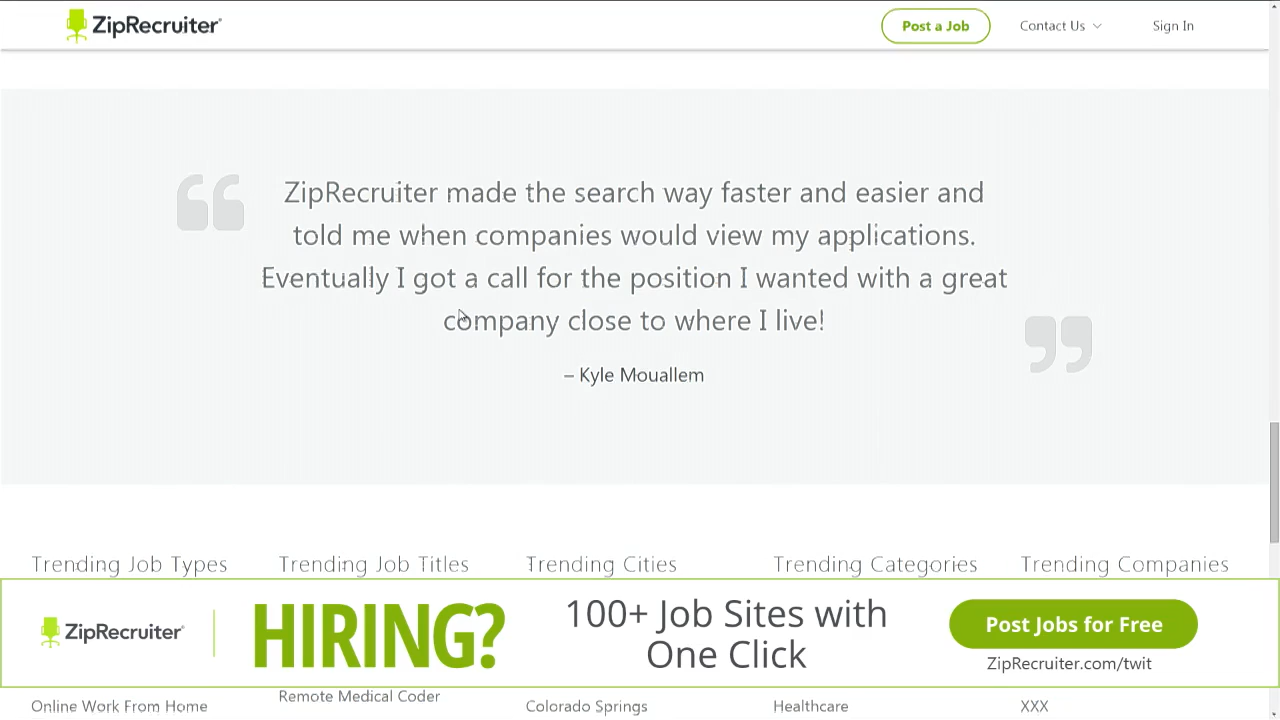 ZipRecruiter®
Post a Job
Contact Us
Sign In
“
ZipRecruiter made the search way faster and easier and
told me when companies would view my applications.
Eventually I got a call for the position I wanted with a great
company close to where I live!
”
– Kyle Mouallem
Trending Job Types
Trending Job Titles
Trending Cities
Trending Categories
Trending Companies
ZipRecruiter®
HIRING?
100+ Job Sites with
One Click
Post Jobs for Free
ZipRecruiter.com/twit
Online Work From Home
Remote Medical Coder
Colorado Springs
Healthcare
XXX